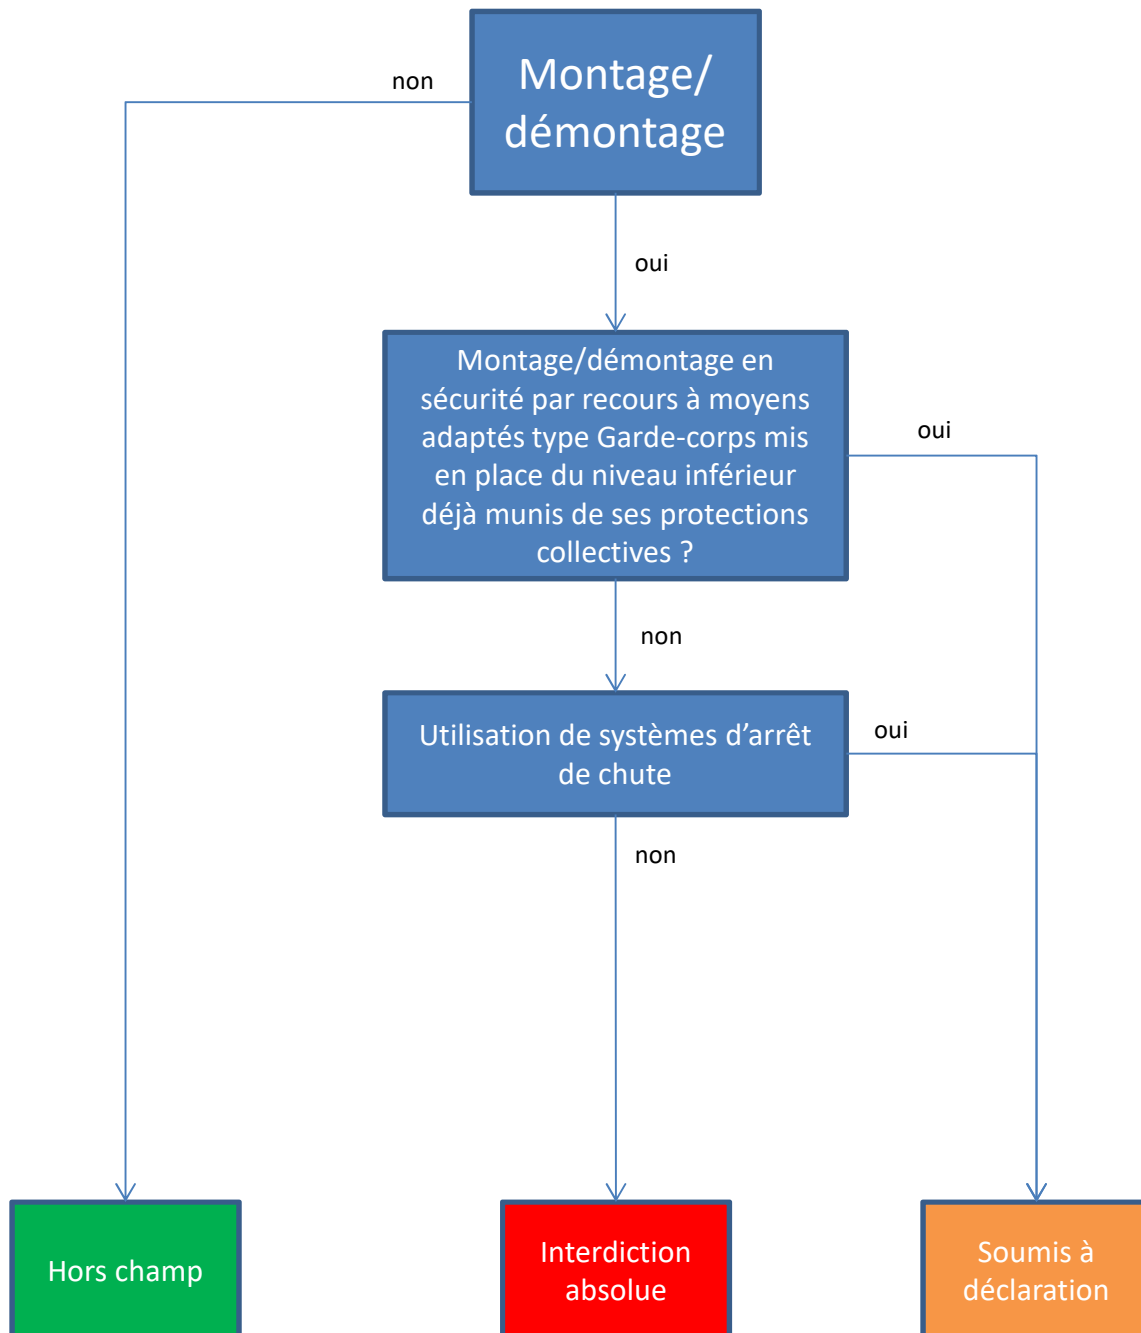 Montage/
démontage
non
oui
Montage/démontage en
sécurité par recours à moyens
adaptés type Garde-corps mis
en place du niveau inférieur
déjà munis de ses protections
collectives ?
oui
non
Utilisation de systèmes d’arrêt
de chute
oui
non
Hors champ
Interdiction
absolue
Soumis à
déclaration